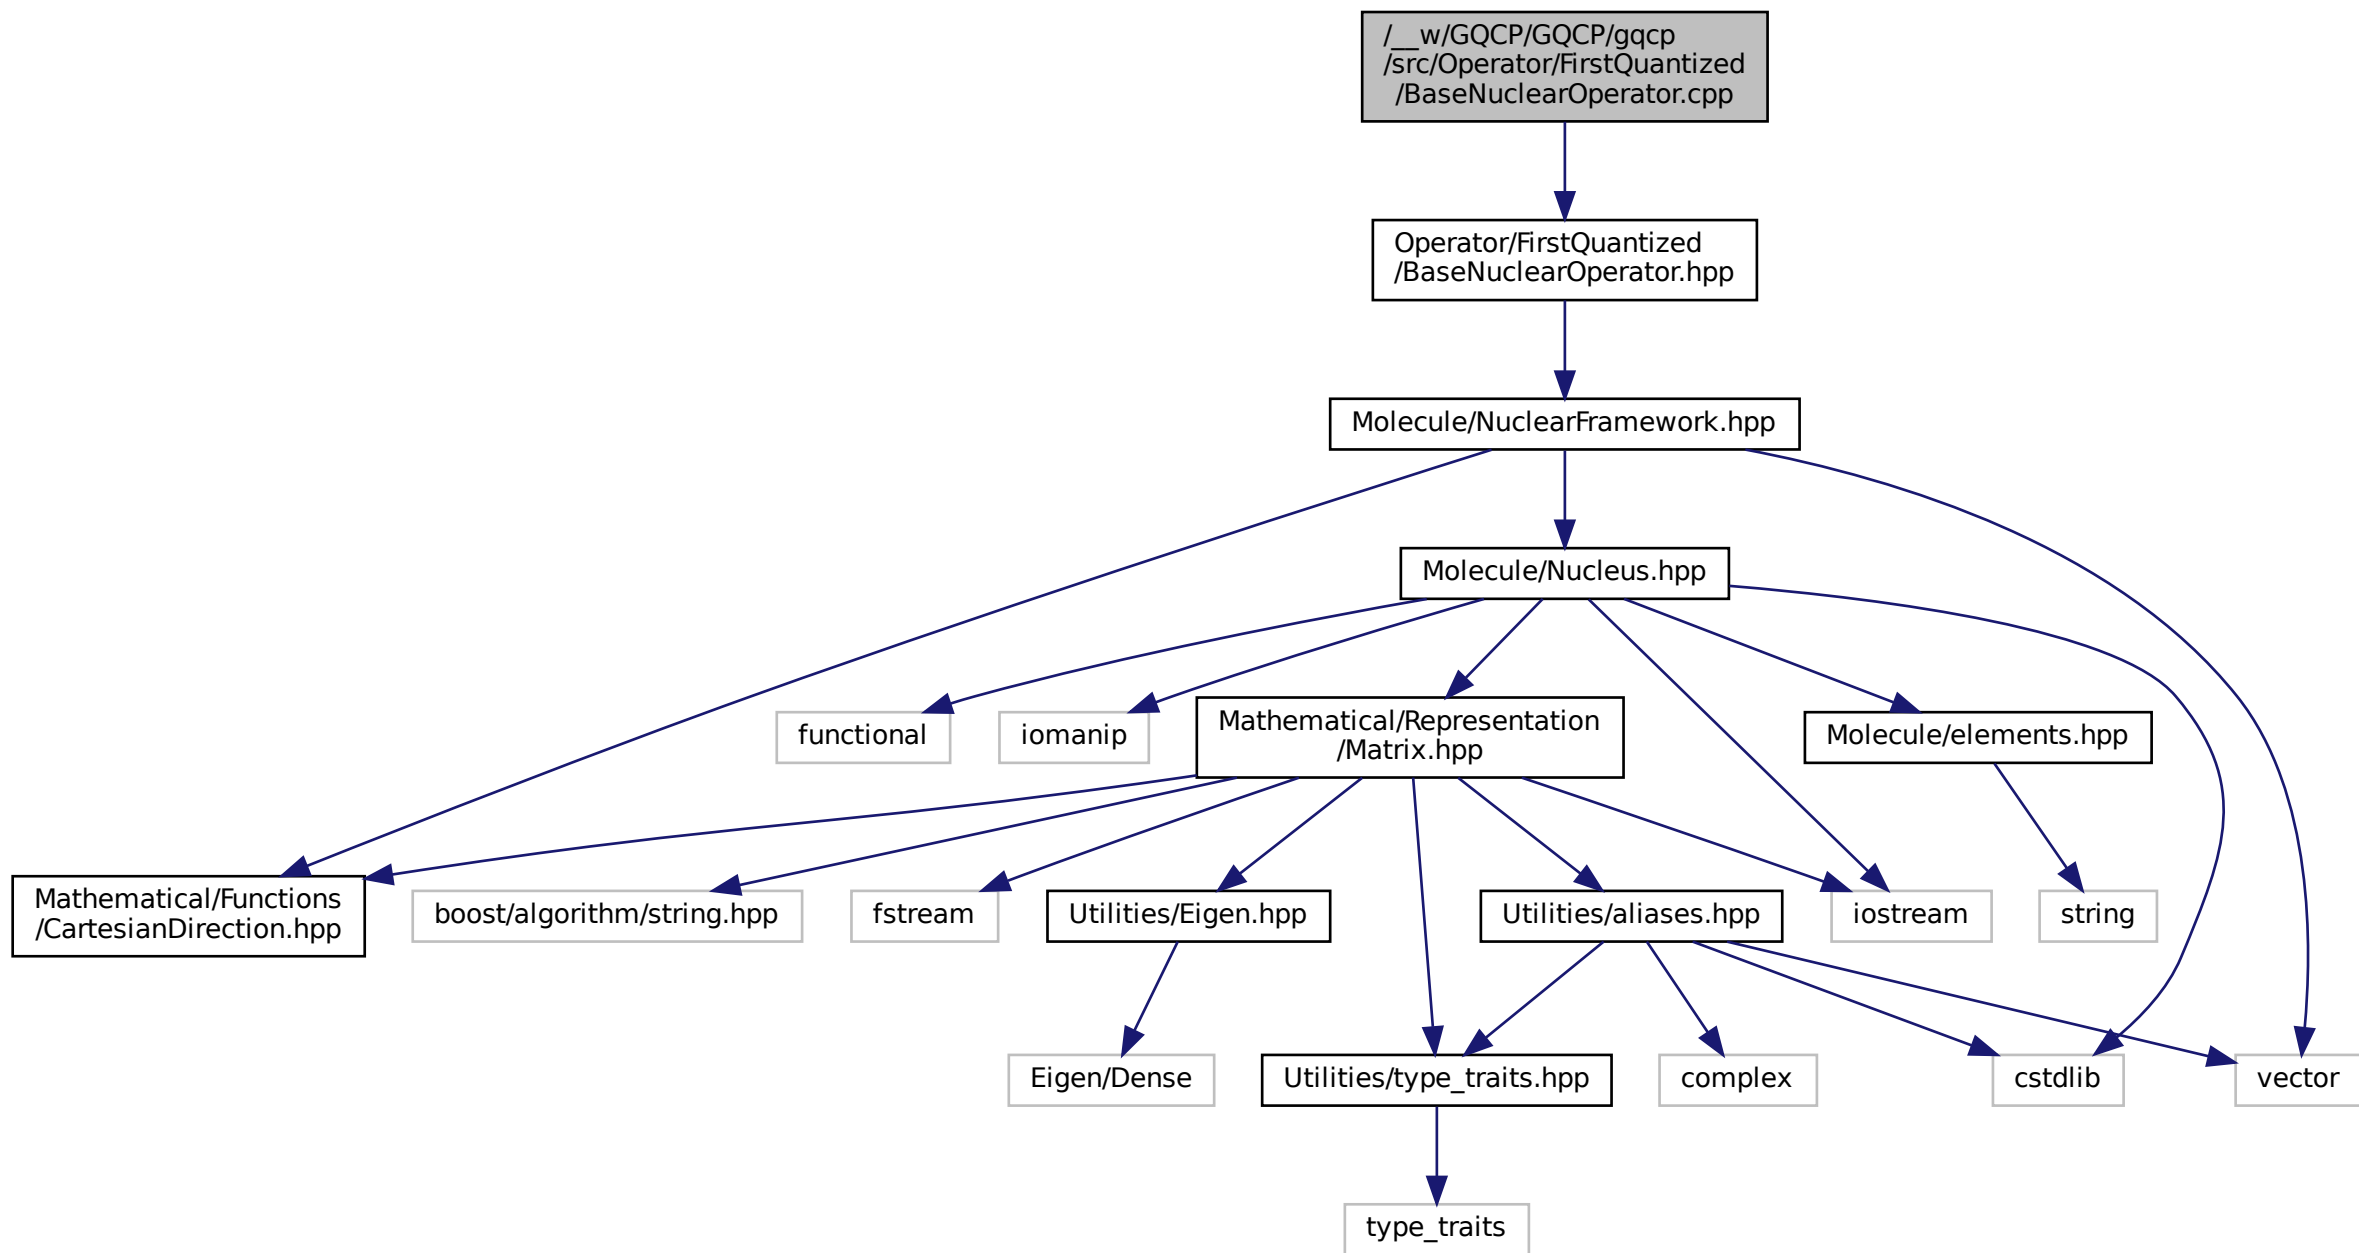 /__w/GQCP/GQCP/gqcp
/src/Operator/FirstQuantized
/BaseNuclearOperator.cpp
Operator/FirstQuantized
/BaseNuclearOperator.hpp
Molecule/NuclearFramework.hpp
Molecule/Nucleus.hpp
functional
iomanip
Mathematical/Representation
/Matrix.hpp
Molecule/elements.hpp
Mathematical/Functions
/CartesianDirection.hpp
boost/algorithm/string.hpp
fstream
Utilities/Eigen.hpp
Utilities/aliases.hpp
iostream
string
Eigen/Dense
Utilities/type_traits.hpp
complex
cstdlib
vector
type_traits